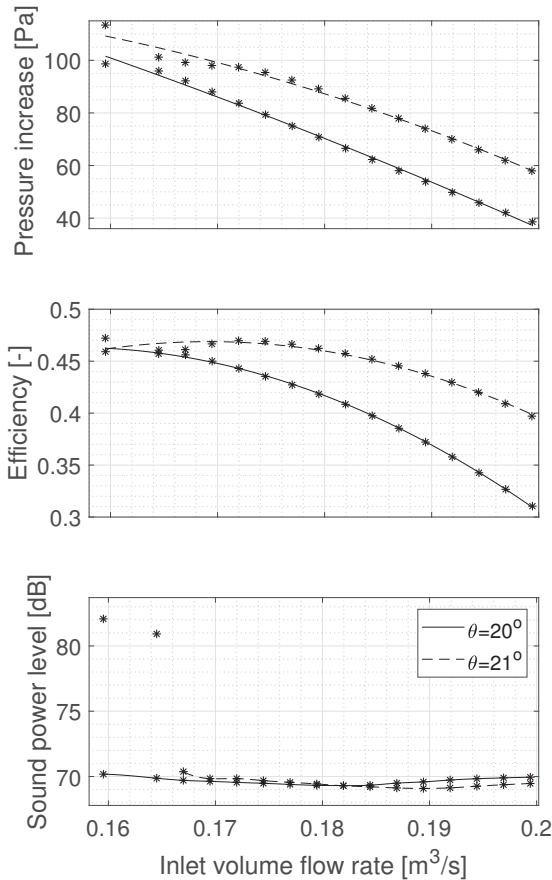 Pressure increase [Pa]
100
80
60
40
Efficiency [-]
0.5
0.45
0.4
0.35
0.3
Sound power level [dB]
80
75
70
θ=20°
θ=21°
0.16 0.17 0.18 0.19 0.2
Inlet volume flow rate [m³/s]